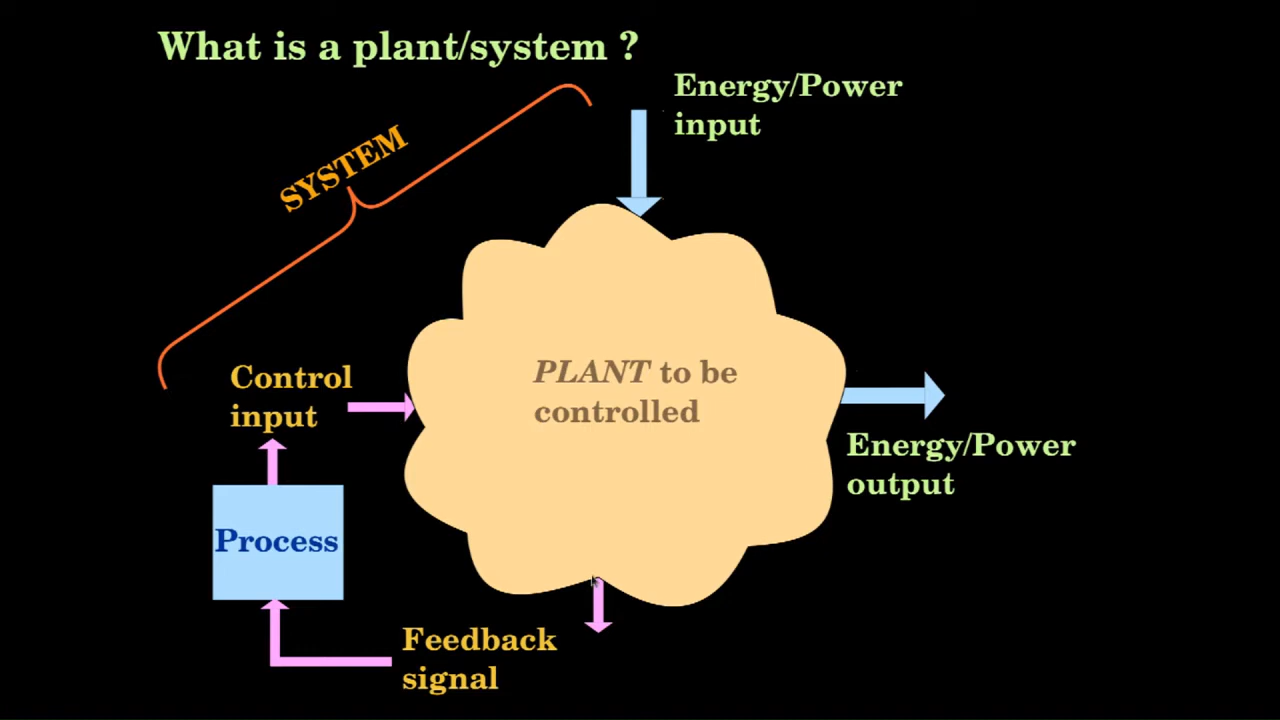 What is a plant/system ?
Energy/Power
input
SYSTEM
PLANT to be
controlled
Control
input
Energy/Power
output
Process
Feedback
signal